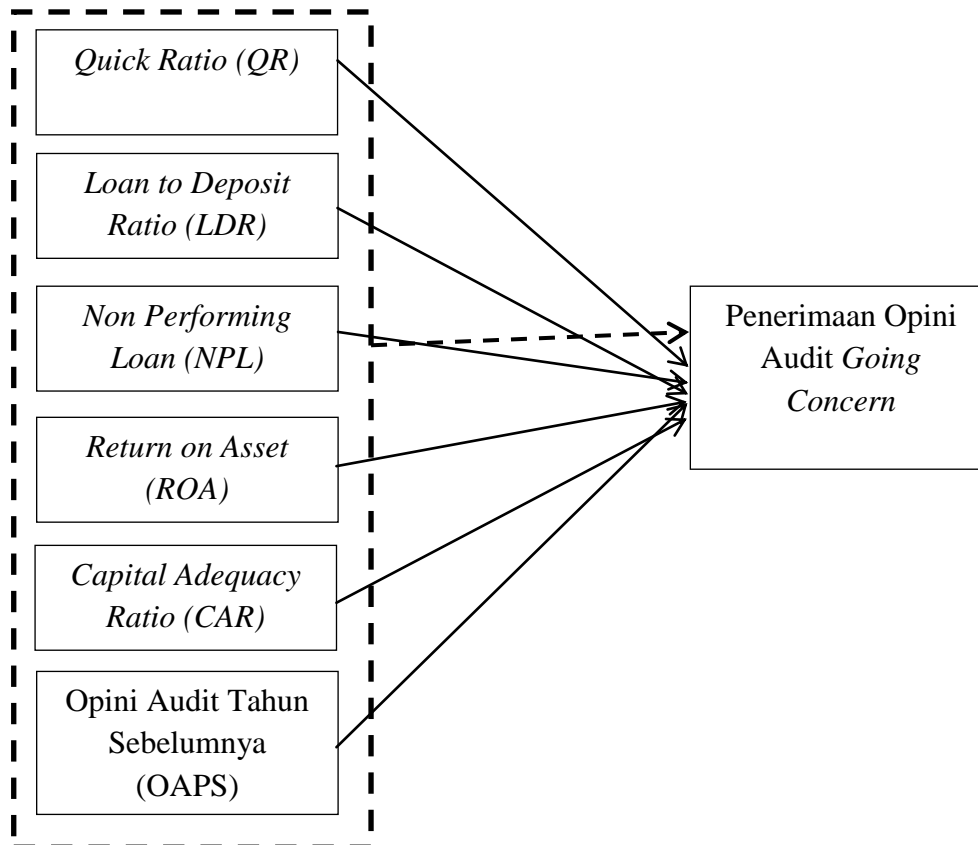 Quick Ratio (QR)
Loan to Deposit
Ratio (LDR)
Non Performing
Loan (NPL)
Return on Asset
(ROA)
Capital Adequacy
Ratio (CAR)
Opini Audit Tahun
Sebelumnya
(OAPS)
Penerimaan Opini
Audit Going
Concern